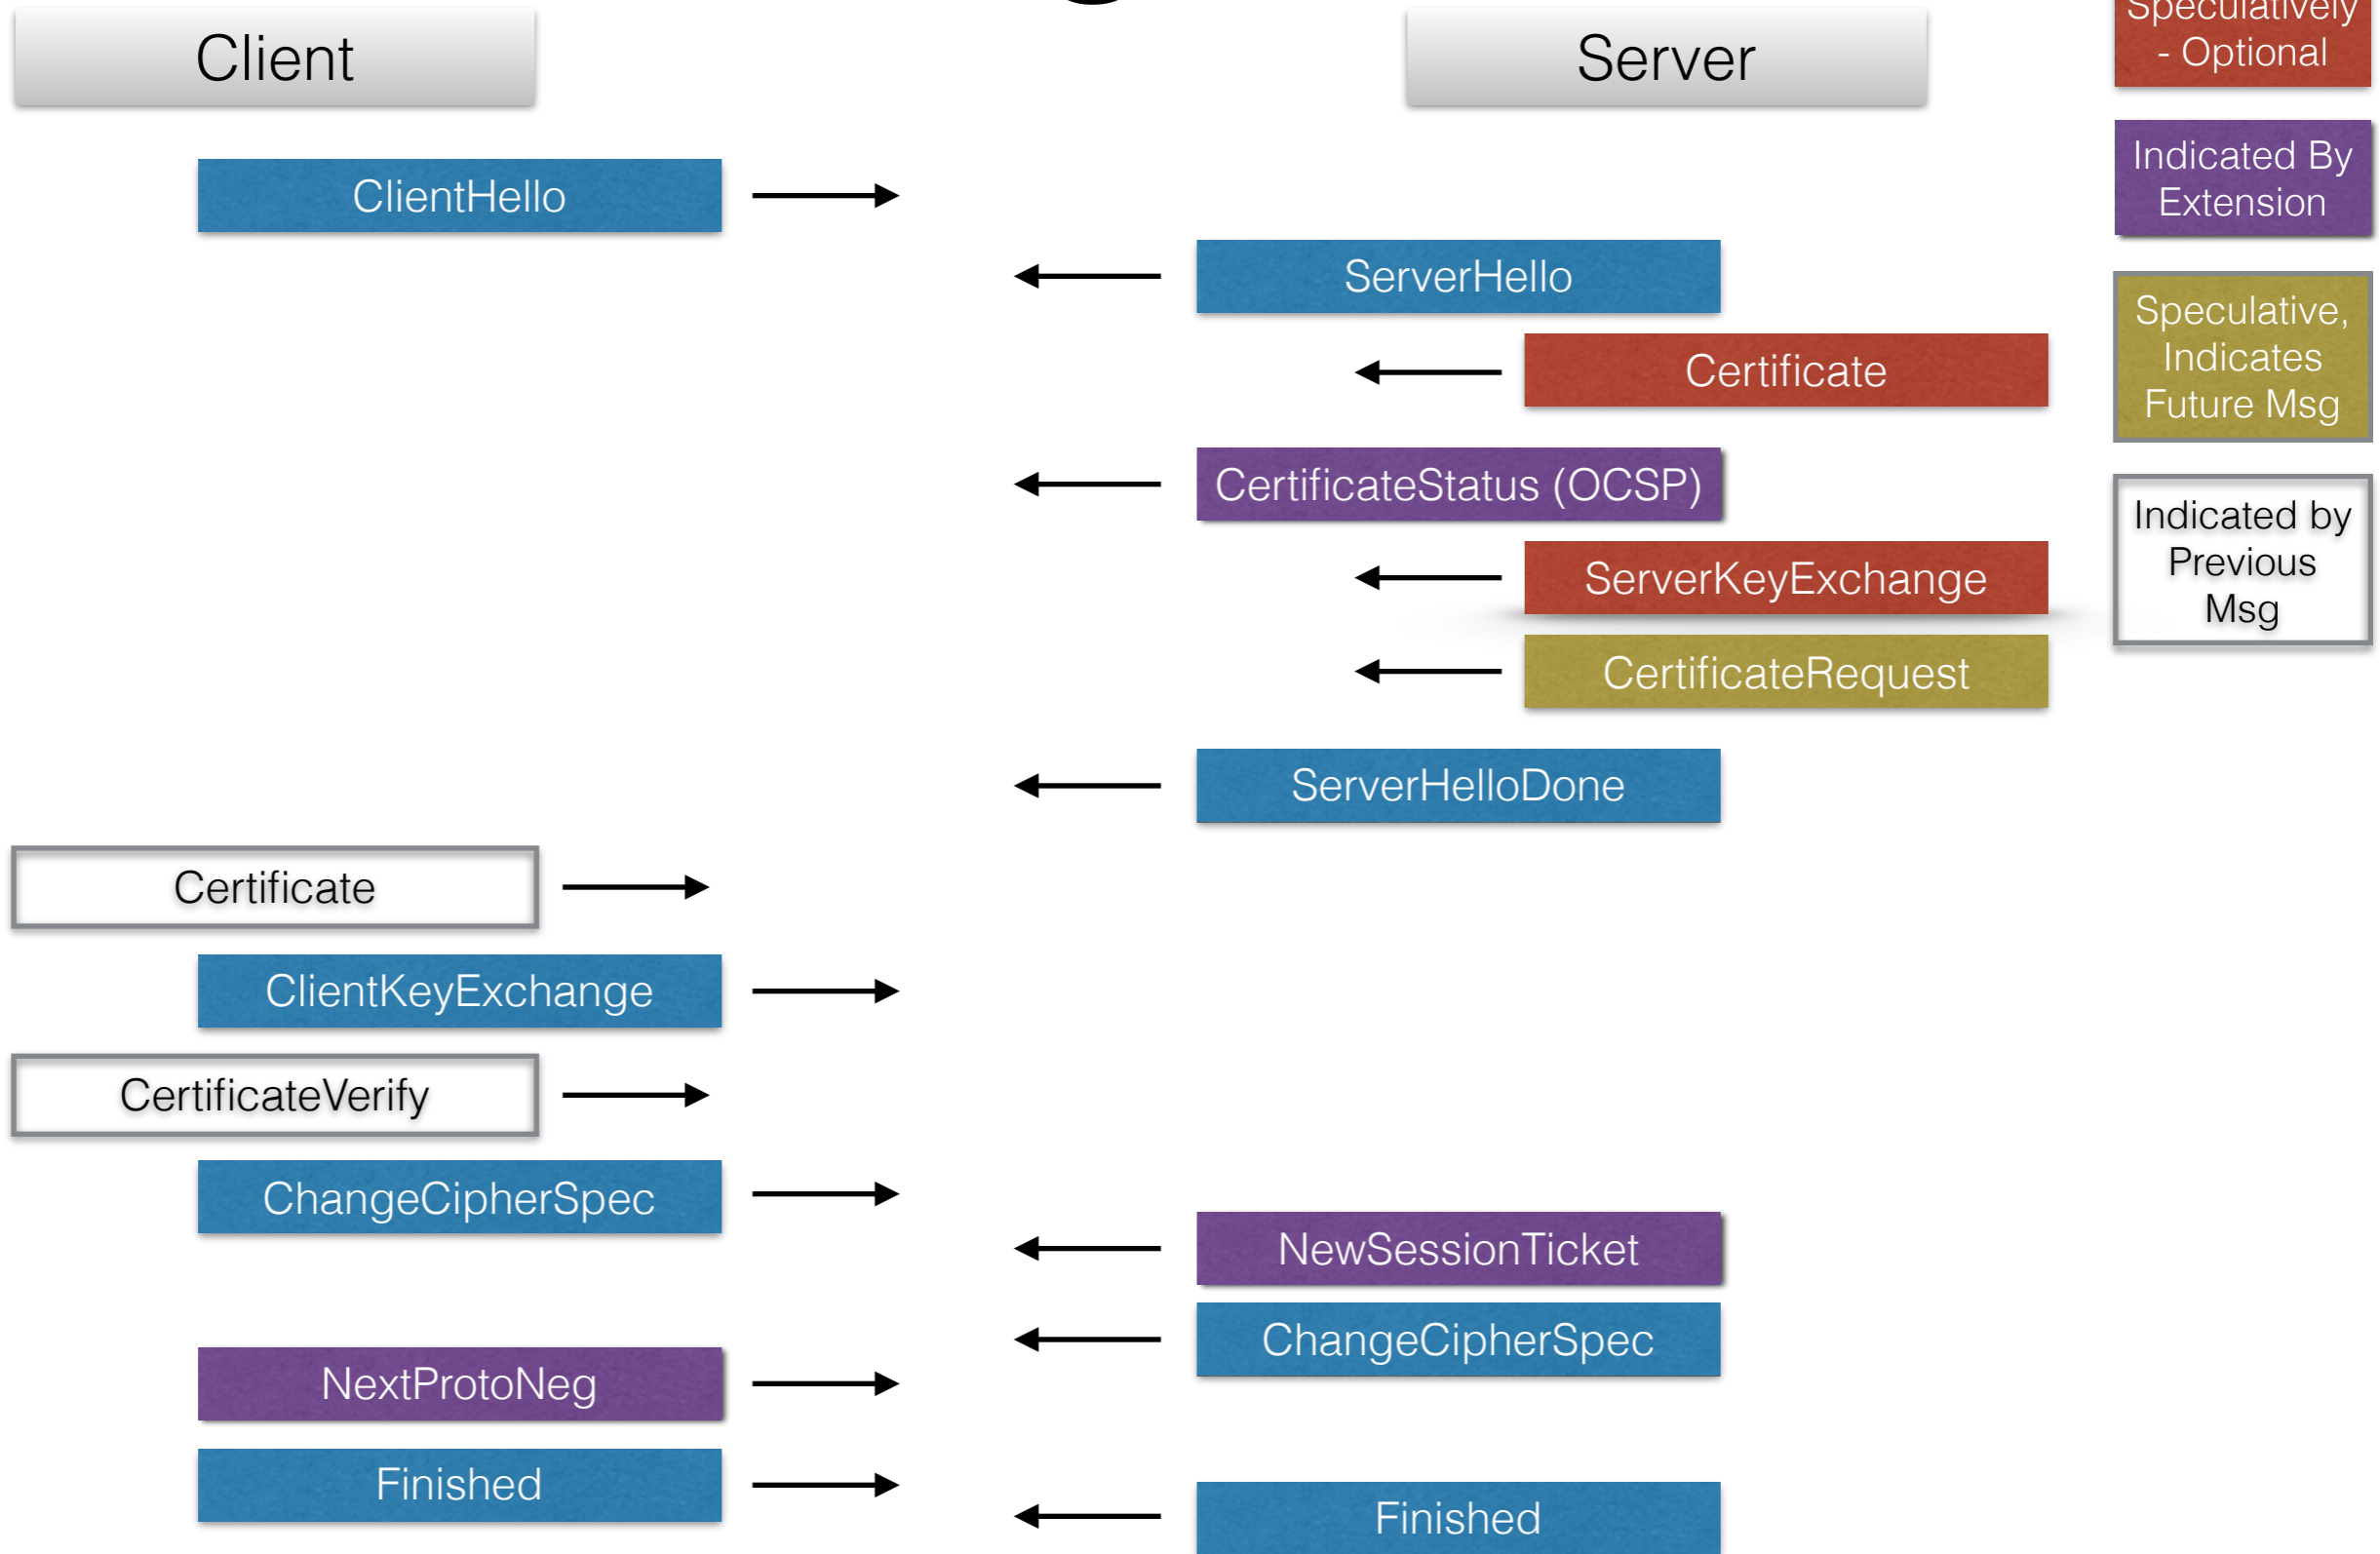 Client
Server
Speculatively
- Optional
ClientHello
Indicated By
Extension
ServerHello
Certificate
Speculative,
Indicates
Future Msg
CertificateStatus (OCSP)
ServerKeyExchange
Indicated by
Previous
Msg
CertificateRequest
ServerHelloDone
Certificate
ClientKeyExchange
CertificateVerify
ChangeCipherSpec
NewSessionTicket
ChangeCipherSpec
NextProtoNeg
Finished
Finished